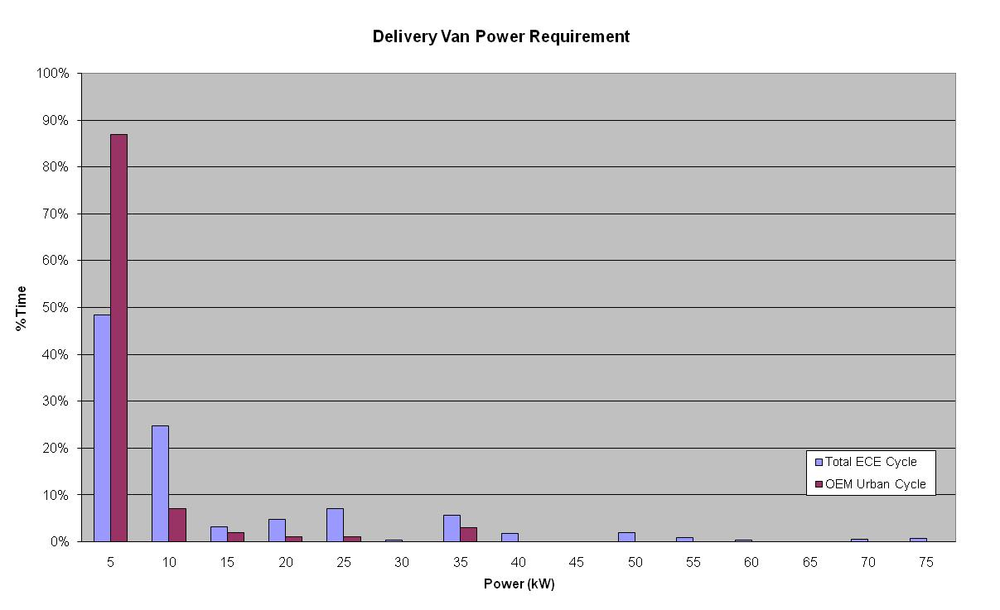 Delivery Van Power Requirement
100%
90%
80%
70%
60%
50%
40%
30%
20%
10%
0%
%Time
Total ECE Cycle
OEM Urban Cycle
5 10 15 20 25 30 35 40 45 50 55 60 65 70 75
Power (kW)